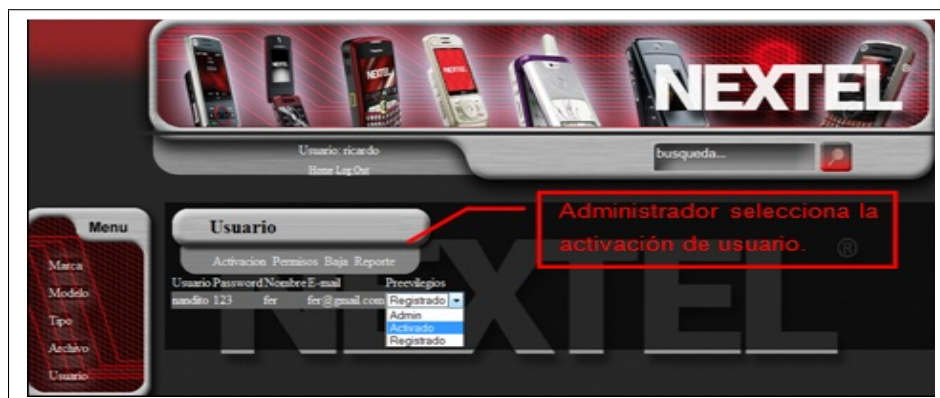 NEXTEL
Usuario: ricardo
Home Log Out
busqueda...
Administrador selecciona la
activación de usuario.
Menu
Marca
Modelo
Tipo
Archivo
Usuario
Usuario
Activacion Permisos Baja Reporte
Usuario Password Nombre E-mail Preevilegios
nandito 123 fer fer@gmail.com Registrado
Admin
Activado
Registrado
NEXTEL ®